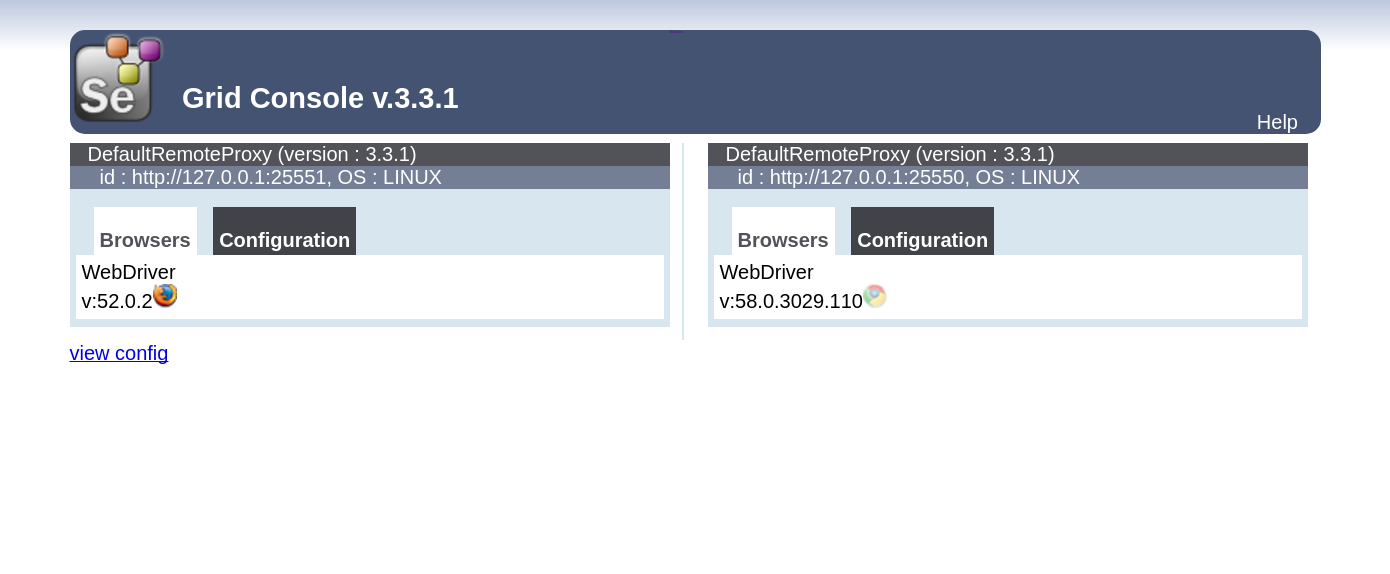 Se
Grid Console v.3.3.1
Help
DefaultRemoteProxy (version : 3.3.1)
id : http://127.0.0.1:25551, OS : LINUX
Browsers Configuration
WebDriver
v:52.0.2
DefaultRemoteProxy (version : 3.3.1)
id : http://127.0.0.1:25550, OS : LINUX
Browsers Configuration
WebDriver
v:58.0.3029.110
view config